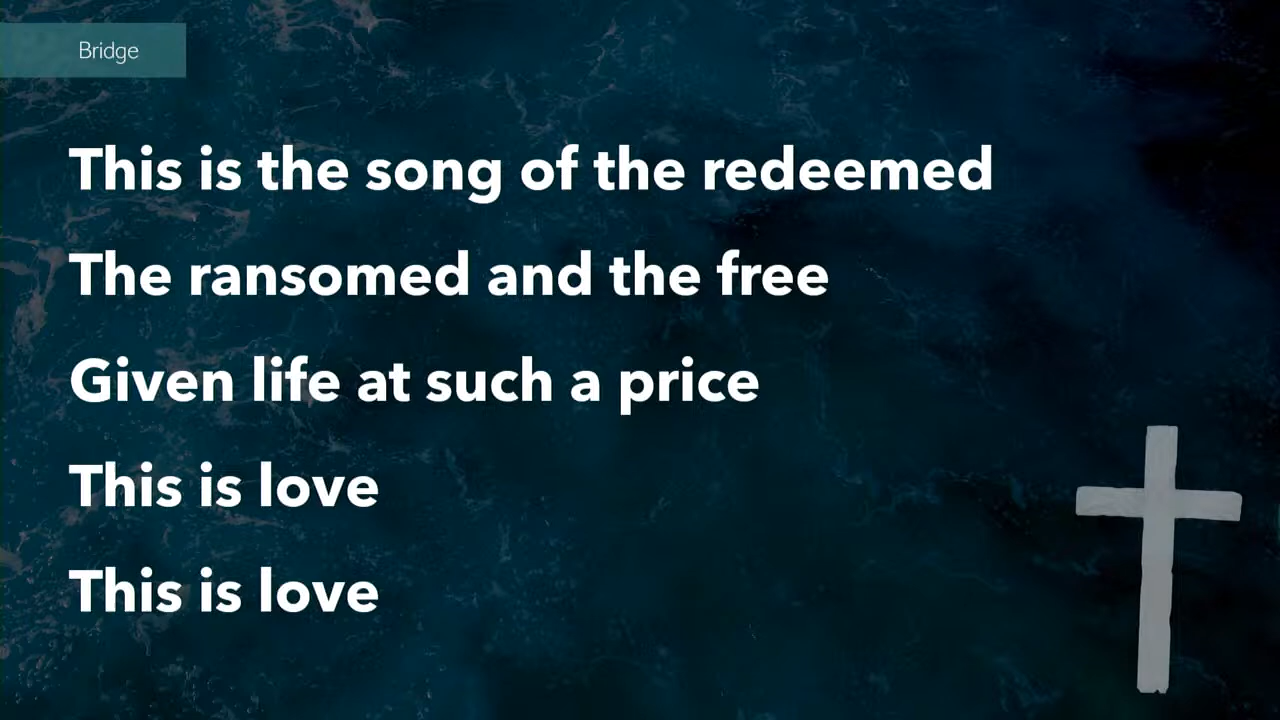 Bridge
This is the song of the redeemed
The ransomed and the free
Given life at such a price
This is love
This is love